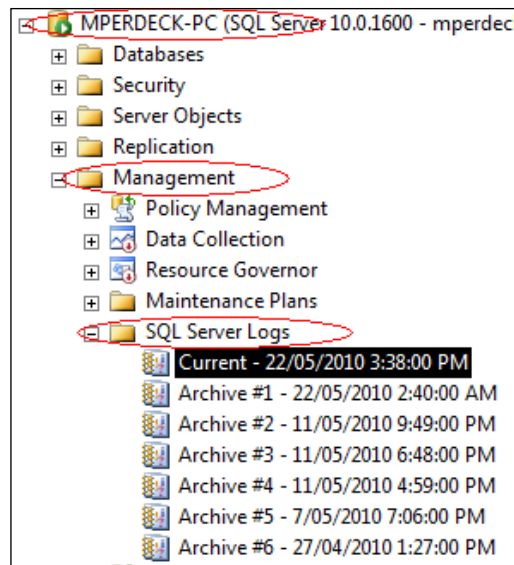 MPERDECK-PC (SQL Server 10.0.1600 - mperdec
Databases
Security
Server Objects
Replication
Management
Policy Management
Data Collection
Resource Governor
Maintenance Plans
SQL Server Logs
Current - 22/05/2010 3:38:00 PM
Archive #1 - 22/05/2010 2:40:00 AM
Archive #2 - 11/05/2010 9:49:00 PM
Archive #3 - 11/05/2010 6:48:00 PM
Archive #4 - 11/05/2010 4:59:00 PM
Archive #5 - 7/05/2010 7:06:00 PM
Archive #6 - 27/04/2010 1:27:00 PM